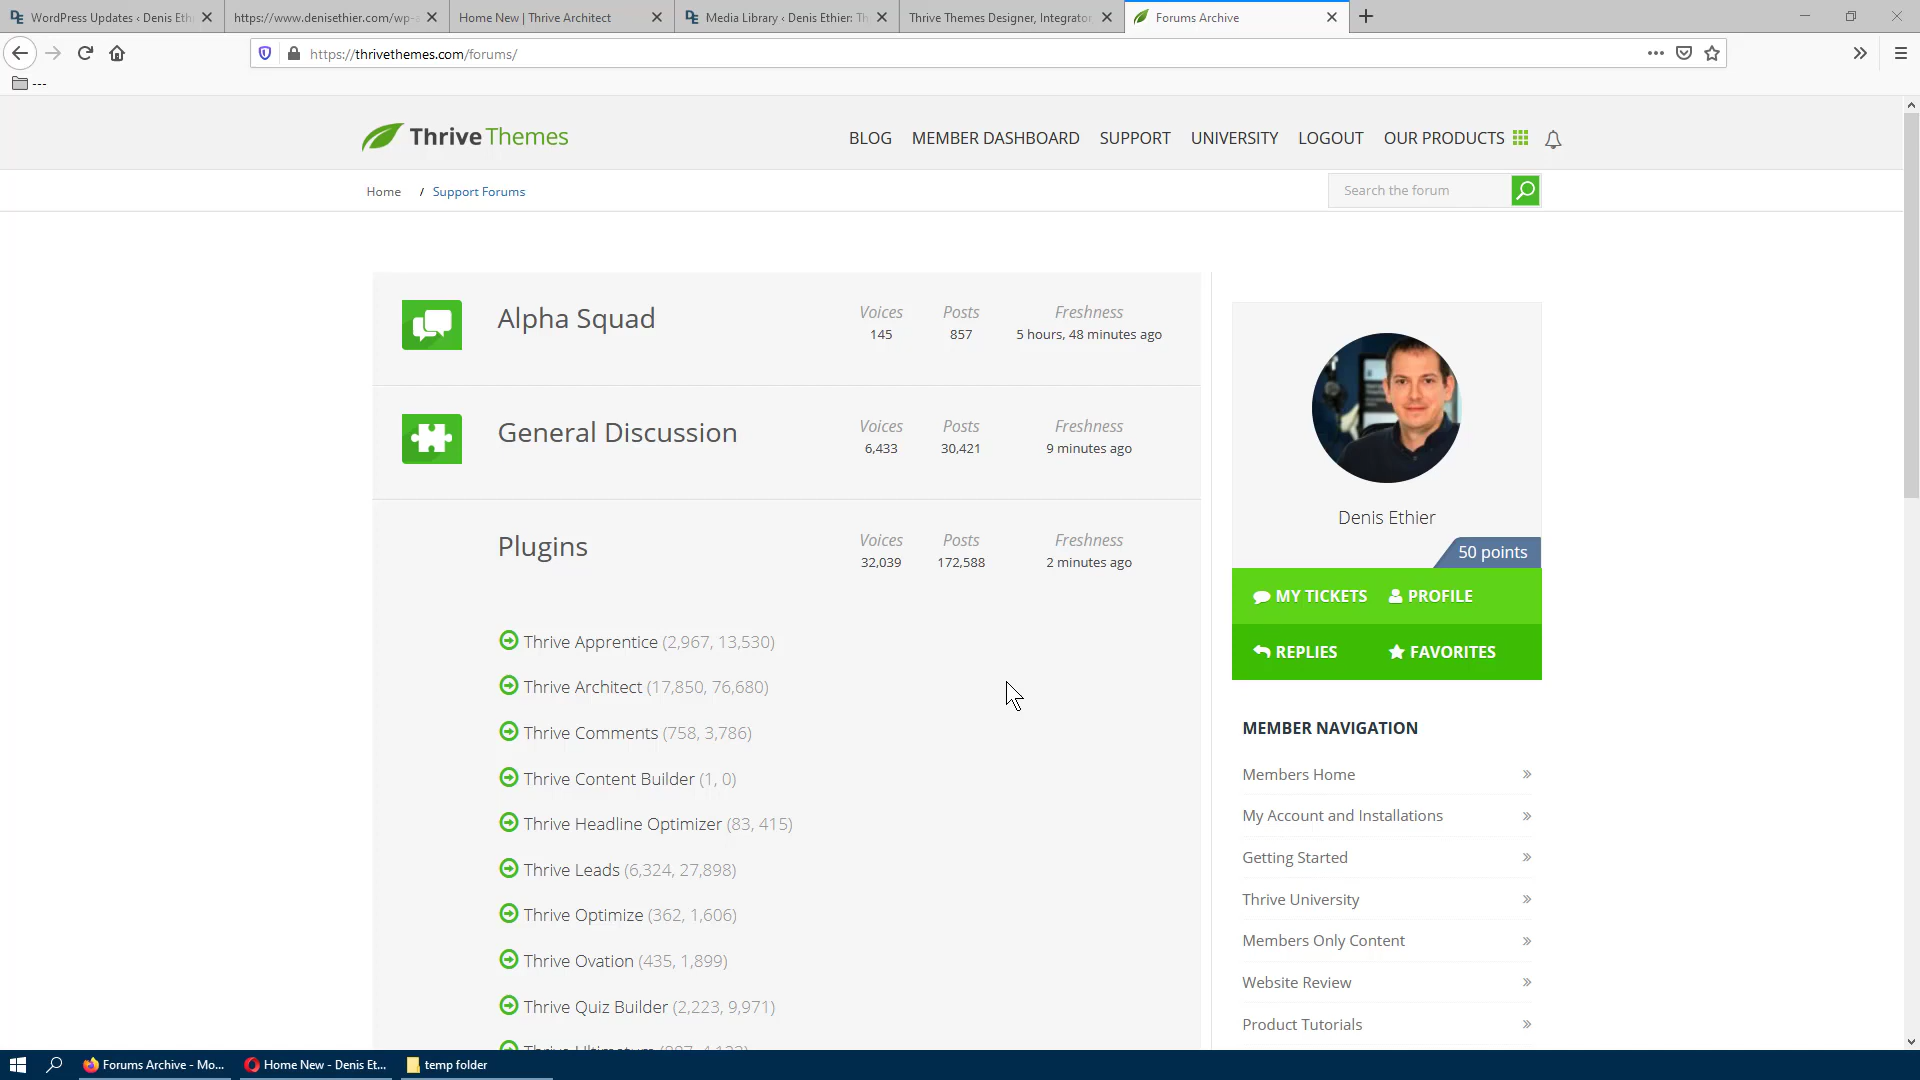 WordPress Updates ‹ Denis Eth
https://www.denisethier.com/wp-a
Home New | Thrive Architect
Media Library ‹ Denis Ethier: Th
Thrive Themes Designer, Integrator,
Forums Archive
https://thrivethemes.com/forums/
---
Thrive Themes
BLOG
MEMBER DASHBOARD
SUPPORT
UNIVERSITY
LOGOUT
OUR PRODUCTS
Home / Support Forums
Search the forum
Alpha Squad
Voices
145
Posts
857
Freshness
5 hours, 48 minutes ago
General Discussion
Voices
6,433
Posts
30,421
Freshness
9 minutes ago
Plugins
Voices
32,039
Posts
172,588
Freshness
2 minutes ago
Thrive Apprentice (2,967, 13,530)
Thrive Architect (17,850, 76,680)
Thrive Comments (758, 3,786)
Thrive Content Builder (1, 0)
Thrive Headline Optimizer (83, 415)
Thrive Leads (6,324, 27,898)
Thrive Optimize (362, 1,606)
Thrive Ovation (435, 1,899)
Thrive Quiz Builder (2,223, 9,971)
Denis Ethier
50 points
MY TICKETS
PROFILE
REPLIES
FAVORITES
MEMBER NAVIGATION
Members Home
My Account and Installations
Getting Started
Thrive University
Members Only Content
Website Review
Product Tutorials
Forums Archive - Mo...
Home New - Denis Et...
temp folder